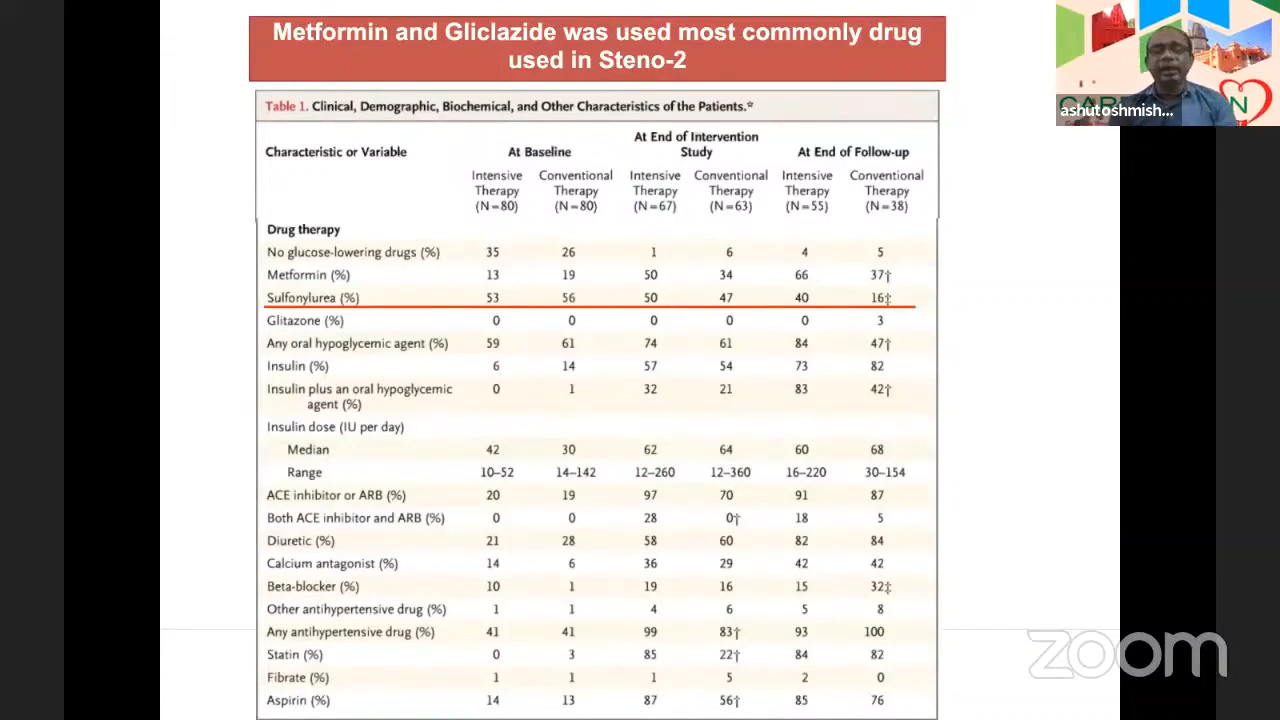 Metformin and Gliclazide was used most commonly drug
used in Steno-2
ashutoshmish...
Table 1. Clinical, Demographic, Biochemical, and Other Characteristics of the Patients.*
Characteristic or Variable At Baseline At End of Intervention Study At End of Follow-up
Intensive Therapy (N=80) Conventional Therapy (N=80) Intensive Therapy (N=67) Conventional Therapy (N=63) Intensive Therapy (N=55) Conventional Therapy (N=38)
Drug therapy
No glucose-lowering drugs (%) 35 26 1 6 4 5
Metformin (%) 13 19 50 34 66 37†
Sulfonylurea (%) 53 56 50 47 40 16‡
Glitazone (%) 0 0 0 0 0 3
Any oral hypoglycemic agent (%) 59 61 74 61 84 47†
Insulin (%) 6 14 57 54 73 82
Insulin plus an oral hypoglycemic agent (%) 0 1 32 21 83 42†
Insulin dose (IU per day)
Median 42 30 62 64 60 68
Range 10–52 14–142 12–260 12–360 16–220 30–154
ACE inhibitor or ARB (%) 20 19 97 70 91 87
Both ACE inhibitor and ARB (%) 0 0 28 0† 18 5
Diuretic (%) 21 28 58 60 82 84
Calcium antagonist (%) 14 6 36 29 42 42
Beta-blocker (%) 10 1 19 16 15 32‡
Other antihypertensive drug (%) 1 1 4 6 5 8
Any antihypertensive drug (%) 41 41 99 83† 93 100
Statin (%) 0 3 85 22† 84 82
Fibrate (%) 1 1 1 5 2 0
Aspirin (%) 14 13 87 56† 85 76
zoom